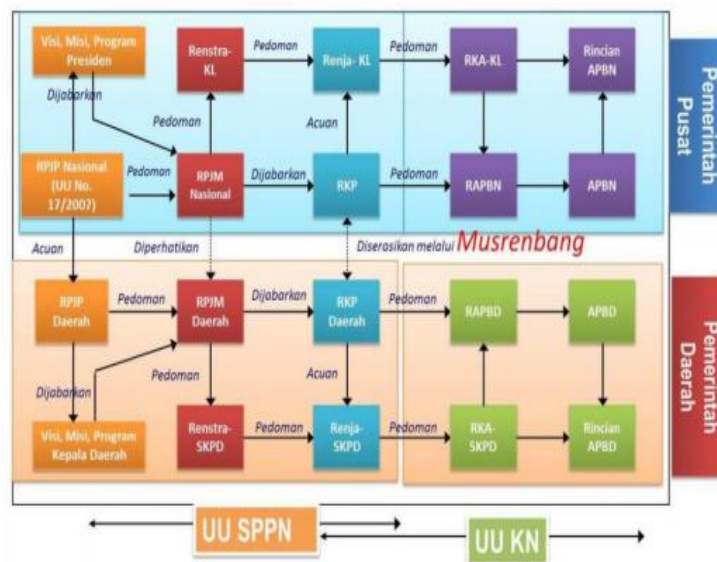 Visi, Misi, Program
Presiden
Renstra-
KL
Pedoman
Renja- KL
Pedoman
RKA-KL
Rincian
APBN
Dijabarkan
Pedoman
Acuan
RPJP Nasional
(UU No.
17/2007)
Pedoman
RPJM
Nasional
Dijabarkan
RKP
Pedoman
RAPBN
APBN
Pemerintah
Pusat
Acuan
Diperhatikan
Diserasikan melalui
Musrenbang
RPJP
Daerah
Pedoman
RPJM
Daerah
Dijabarkan
RKP
Daerah
Pedoman
RAPBD
APBD
Dijabarkan
Pedoman
Acuan
Visi, Misi, Program
Kepala Daerah
Renstra-
SKPD
Pedoman
Renja-
SKPD
Pedoman
RKA-
SKPD
Rincian
APBD
Pemerintah
Daerah
UU SPPN
UU KN